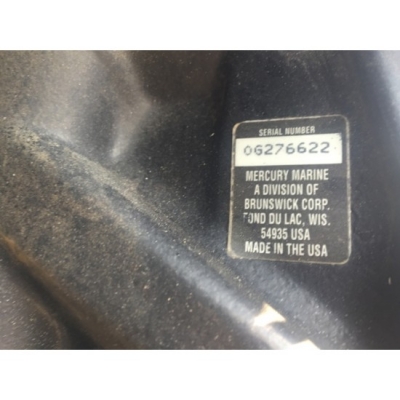 SERIAL NUMBER
0G276622
MERCURY MARINE
A DIVISION OF
BRUNSWICK CORP.
FOND DU LAC, WIS.
54935 USA
MADE IN THE USA